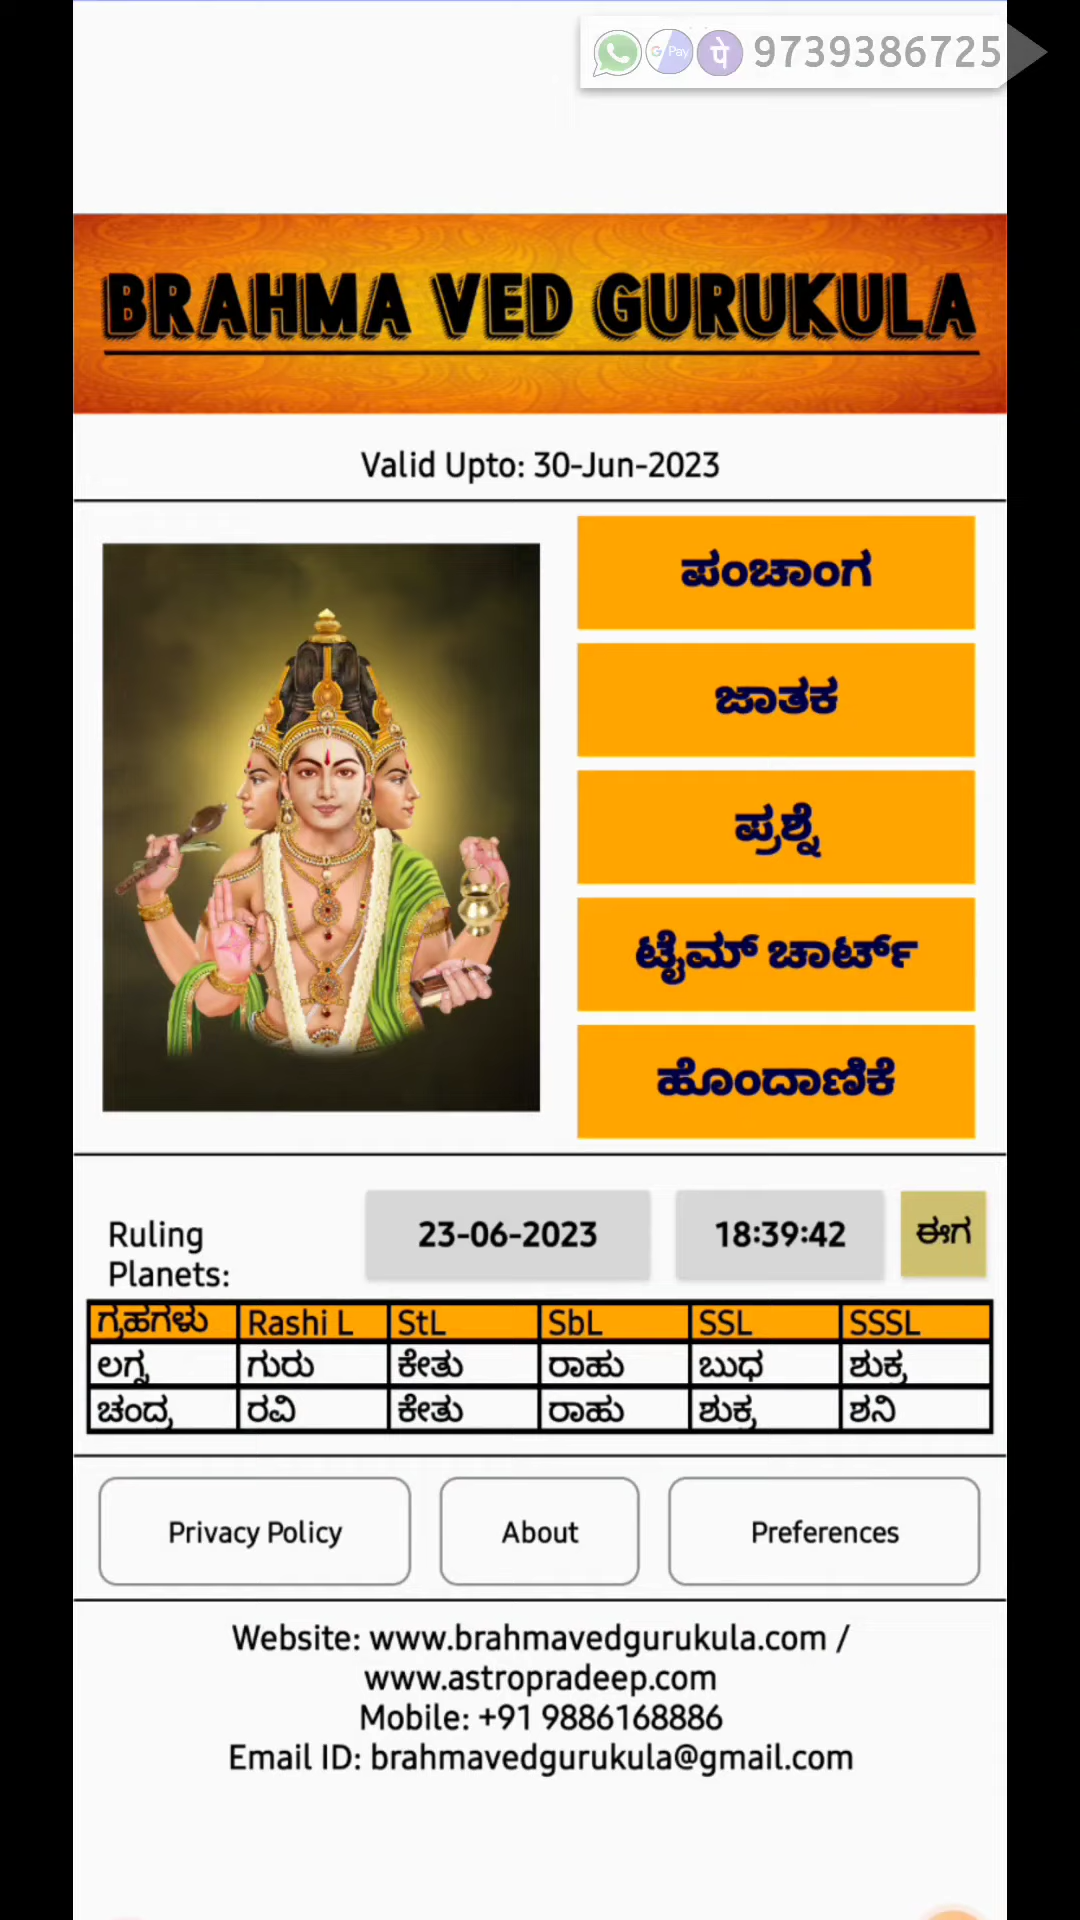 9739386725
BRAHMA VED GURUKULA
Valid Upto: 30-Jun-2023
ಪಂಚಾಂಗ
ಜಾತಕ
ಪ್ರಶ್ನೆ
ಟೈಮ್ ಚಾರ್ಟ್
ಹೊಂದಾಣಿಕೆ
Ruling
Planets:
23-06-2023 18:39:42 ಈಗ
ಗ್ರಹಗಳು Rashi L StL SbL SSL SSSL
ಲಗ್ನ ಗುರು ಕೇತು ರಾಹು ಬುಧ ಶುಕ್ರ
ಚಂದ್ರ ರವಿ ಕೇತು ರಾಹು ಶುಕ್ರ ಶನಿ
Privacy Policy About Preferences
Website: www.brahmavedgurukula.com /
www.astropradeep.com
Mobile: +91 9886168886
Email ID: brahmavedgurukula@gmail.com